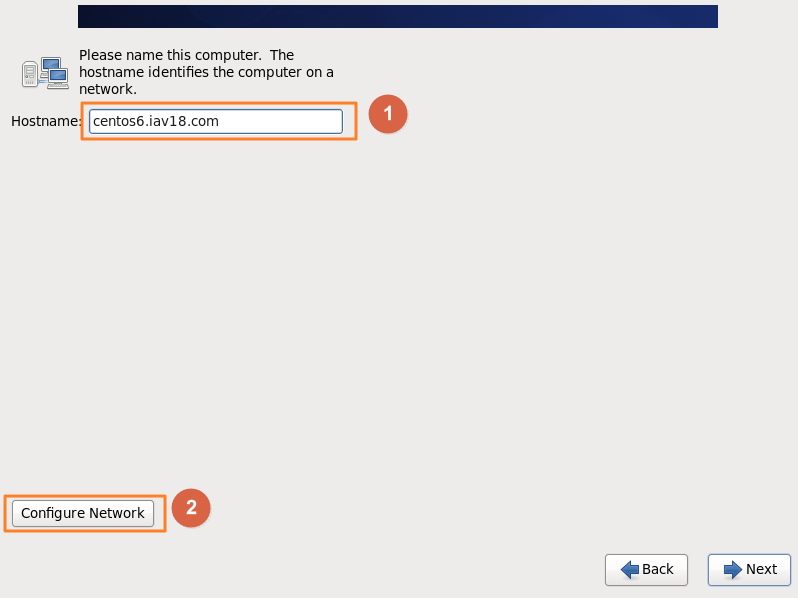 Please name this computer.  The
hostname identifies the computer on a
network.
Hostname: centos6.iav18.com
1
Configure Network
2
Back
Next